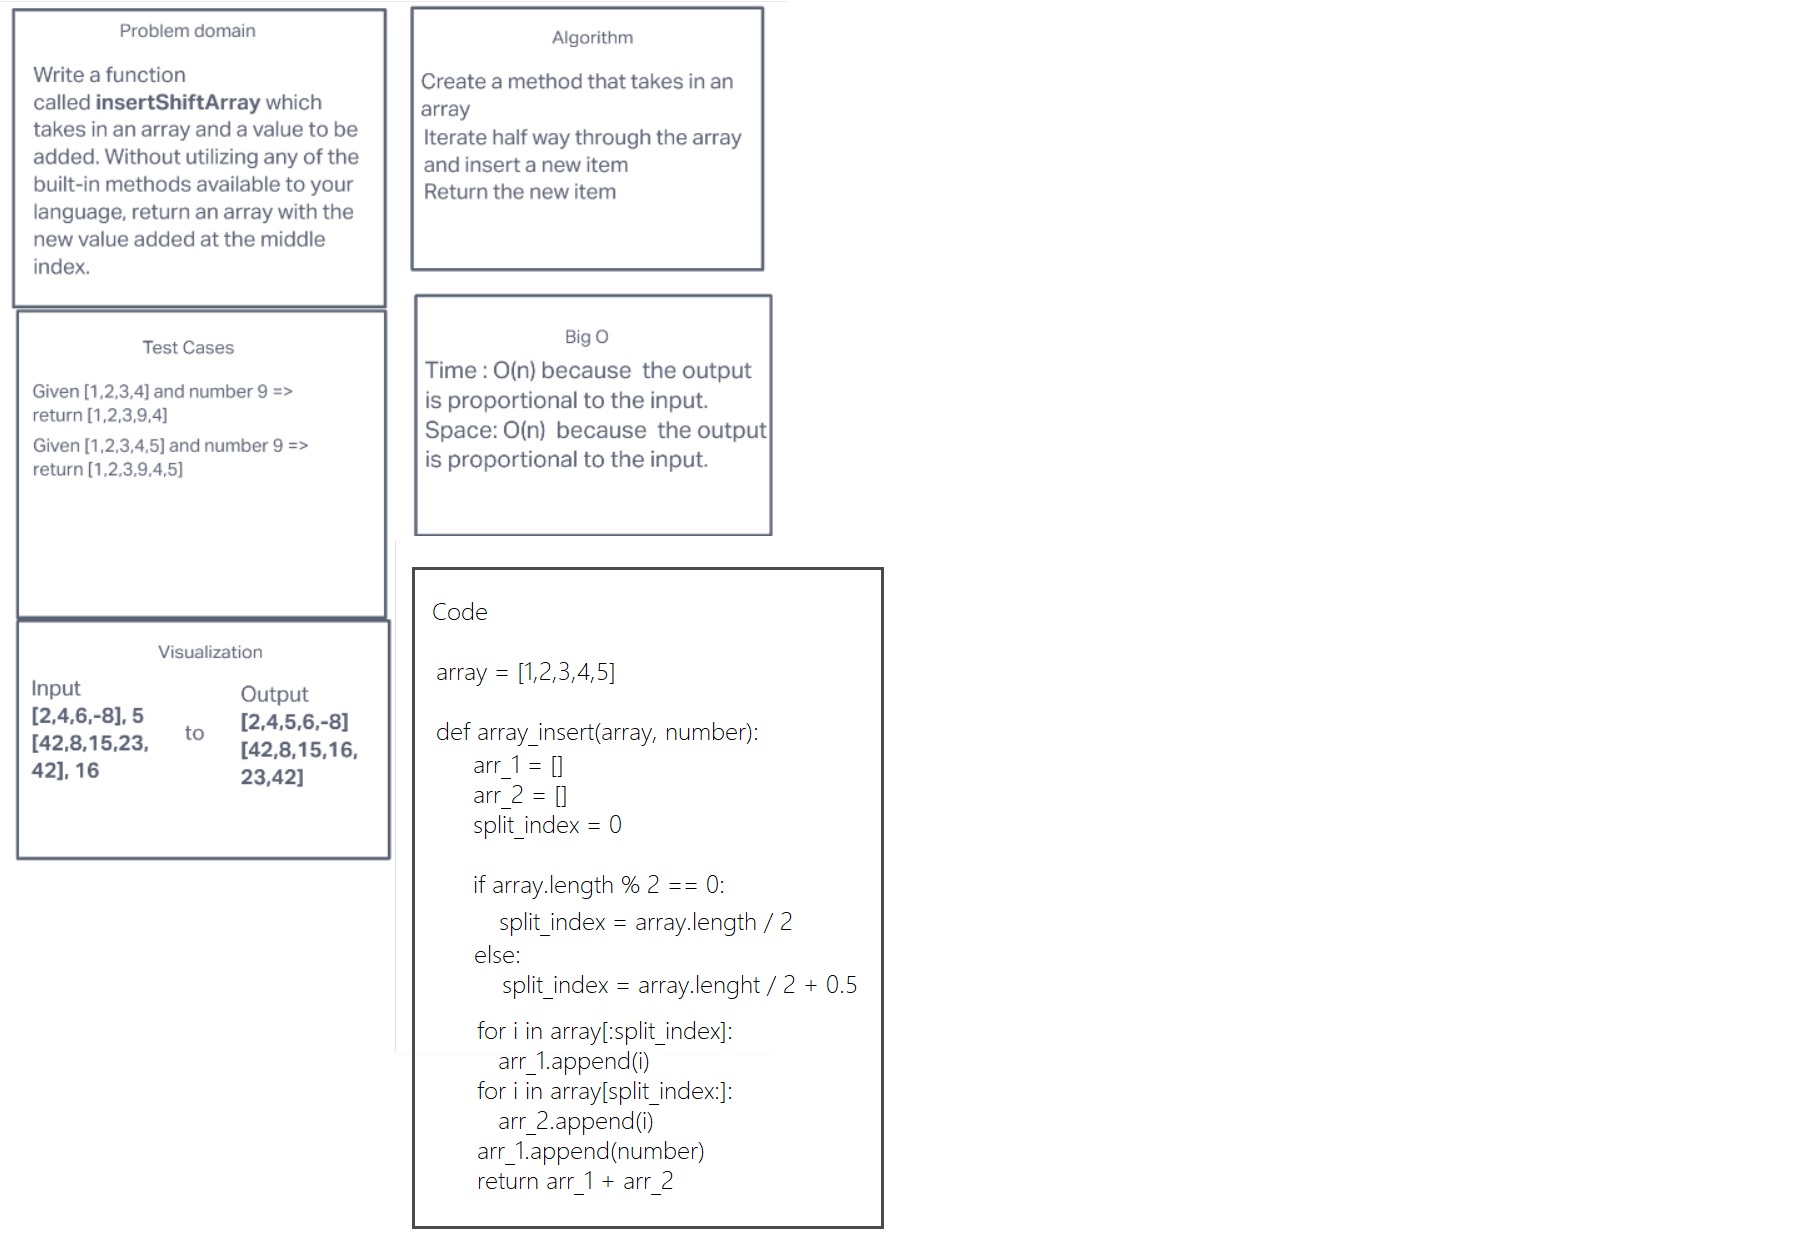 Problem domain
Write a function
called insertShiftArray which
takes in an array and a value to be
added. Without utilizing any of the
built-in methods available to your
language, return an array with the
new value added at the middle
index.
Test Cases
Given [1,2,3,4] and number 9 =>
return [1,2,3,9,4]
Given [1,2,3,4,5] and number 9 =>
return [1,2,3,9,4,5]
Visualization
Input
[2,4,6,-8], 5
[42,8,15,23,
42], 16
to
Output
[2,4,5,6,-8]
[42,8,15,16,
23,42]
Algorithm
Create a method that takes in an
array
Iterate half way through the array
and insert a new item
Return the new item
Big O
Time : O(n) because the output
is proportional to the input.
Space: O(n) because the output
is proportional to the input.
Code
array = [1,2,3,4,5]
def array_insert(array, number):
arr_1 = []
arr_2 = []
split_index = 0
if array.length % 2 == 0:
split_index = array.length / 2
else:
split_index = array.lenght / 2 + 0.5
for i in array[:split_index]:
arr_1.append(i)
for i in array[split_index:]:
arr_2.append(i)
arr_1.append(number)
return arr_1 + arr_2